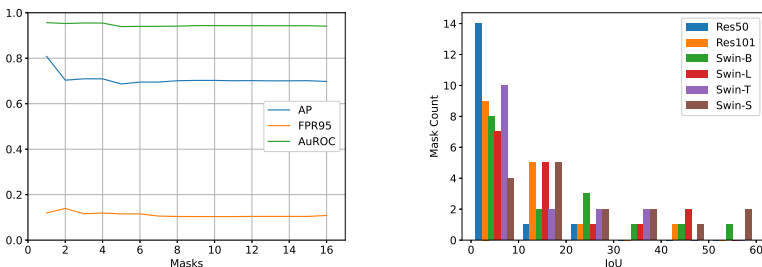 1.0
0.8
0.6
0.4
0.2
0.0
0 2 4 6 8 10 12 14 16
Masks
AP
FPR95
AuROC
14
12
10
8
6
4
2
0
Mask Count
0 10 20 30 40 50 60
IoU
Res50
Res101
Swin-B
Swin-L
Swin-T
Swin-S